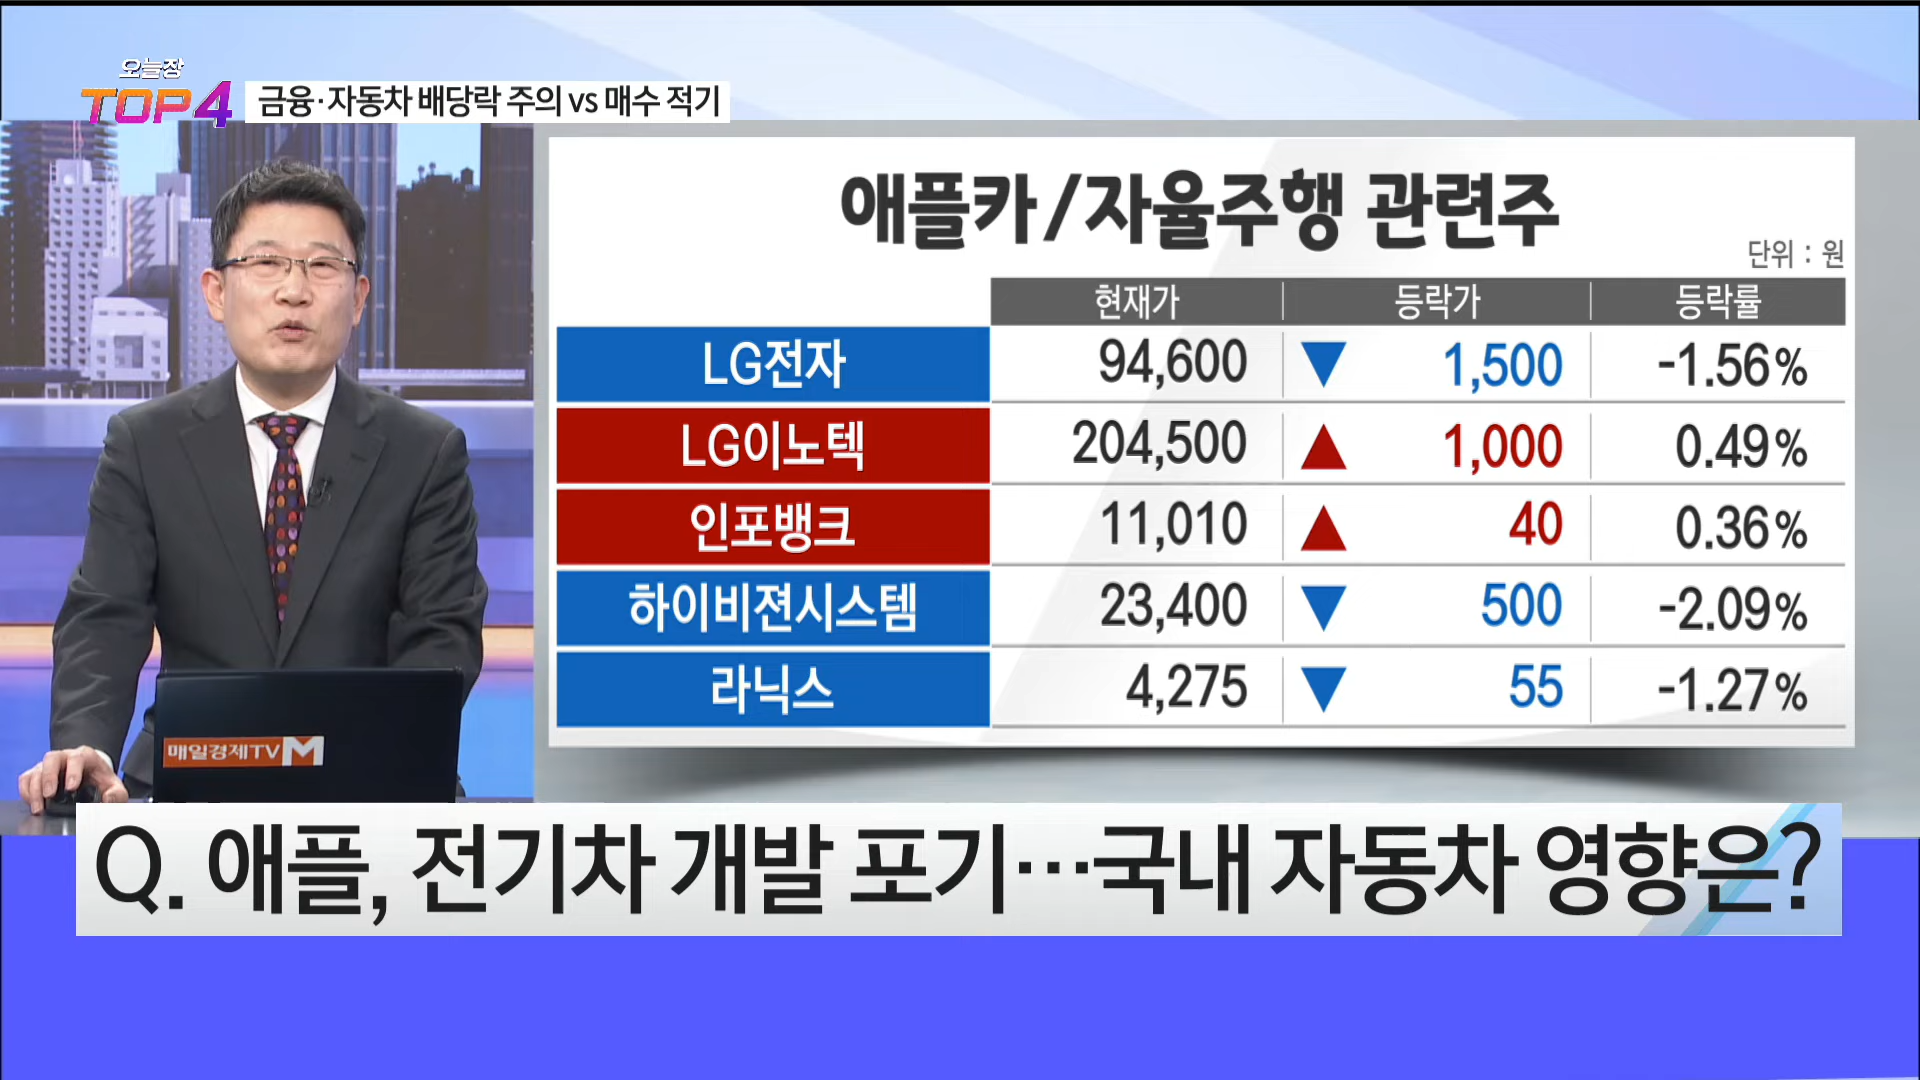 오늘장
TOP4
금융·자동차 배당락 주의 vs 매수 적기
애플카/자율주행 관련주
단위 : 원
현재가 등락가 등락률
LG전자 94,600 ▼ 1,500 -1.56%
LG이노텍 204,500 ▲ 1,000 0.49%
인포뱅크 11,010 ▲ 40 0.36%
하이비젼시스템 23,400 ▼ 500 -2.09%
라닉스 4,275 ▼ 55 -1.27%
매일경제TV M
Q. 애플, 전기차 개발 포기…국내 자동차 영향은?